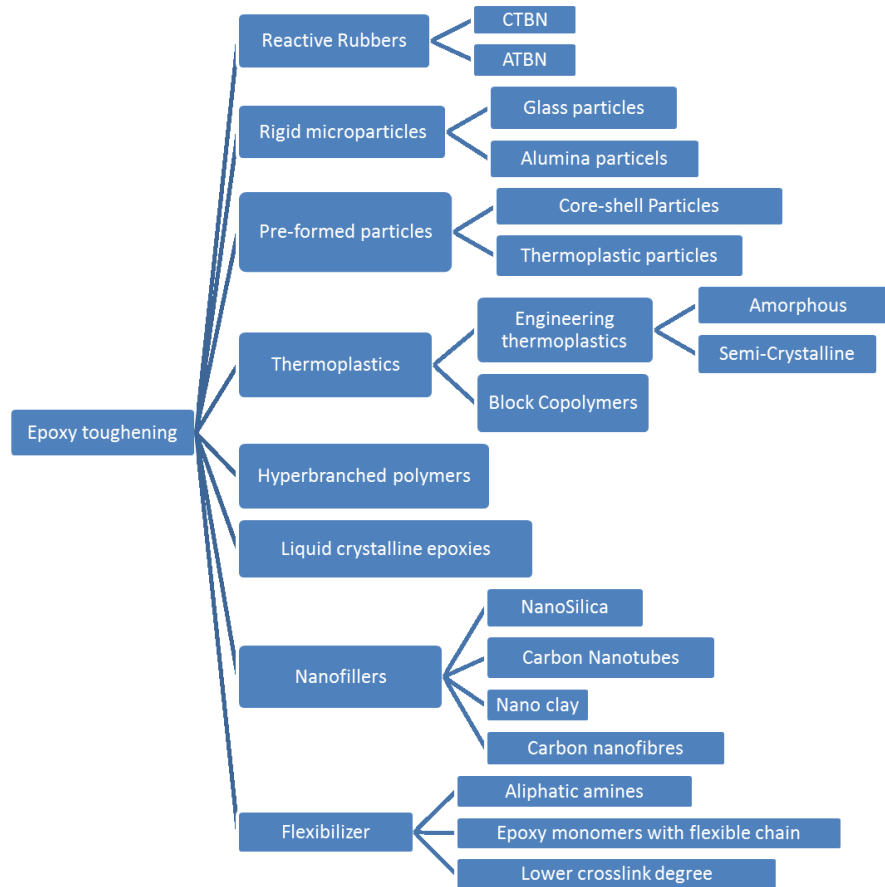 CTBN
Reactive Rubbers
ATBN
Glass particles
Rigid microparticles
Alumina particels
Core-shell Particles
Pre-formed particles
Thermoplastic particles
Amorphous
Engineering
thermoplastics
Semi-Crystalline
Thermoplastics
Block Copolymers
Epoxy toughening
Hyperbranched polymers
Liquid crystalline epoxies
NanoSilica
Carbon Nanotubes
Nanofillers
Nano clay
Carbon nanofibres
Aliphatic amines
Flexibilizer
Epoxy monomers with flexible chain
Lower crosslink degree